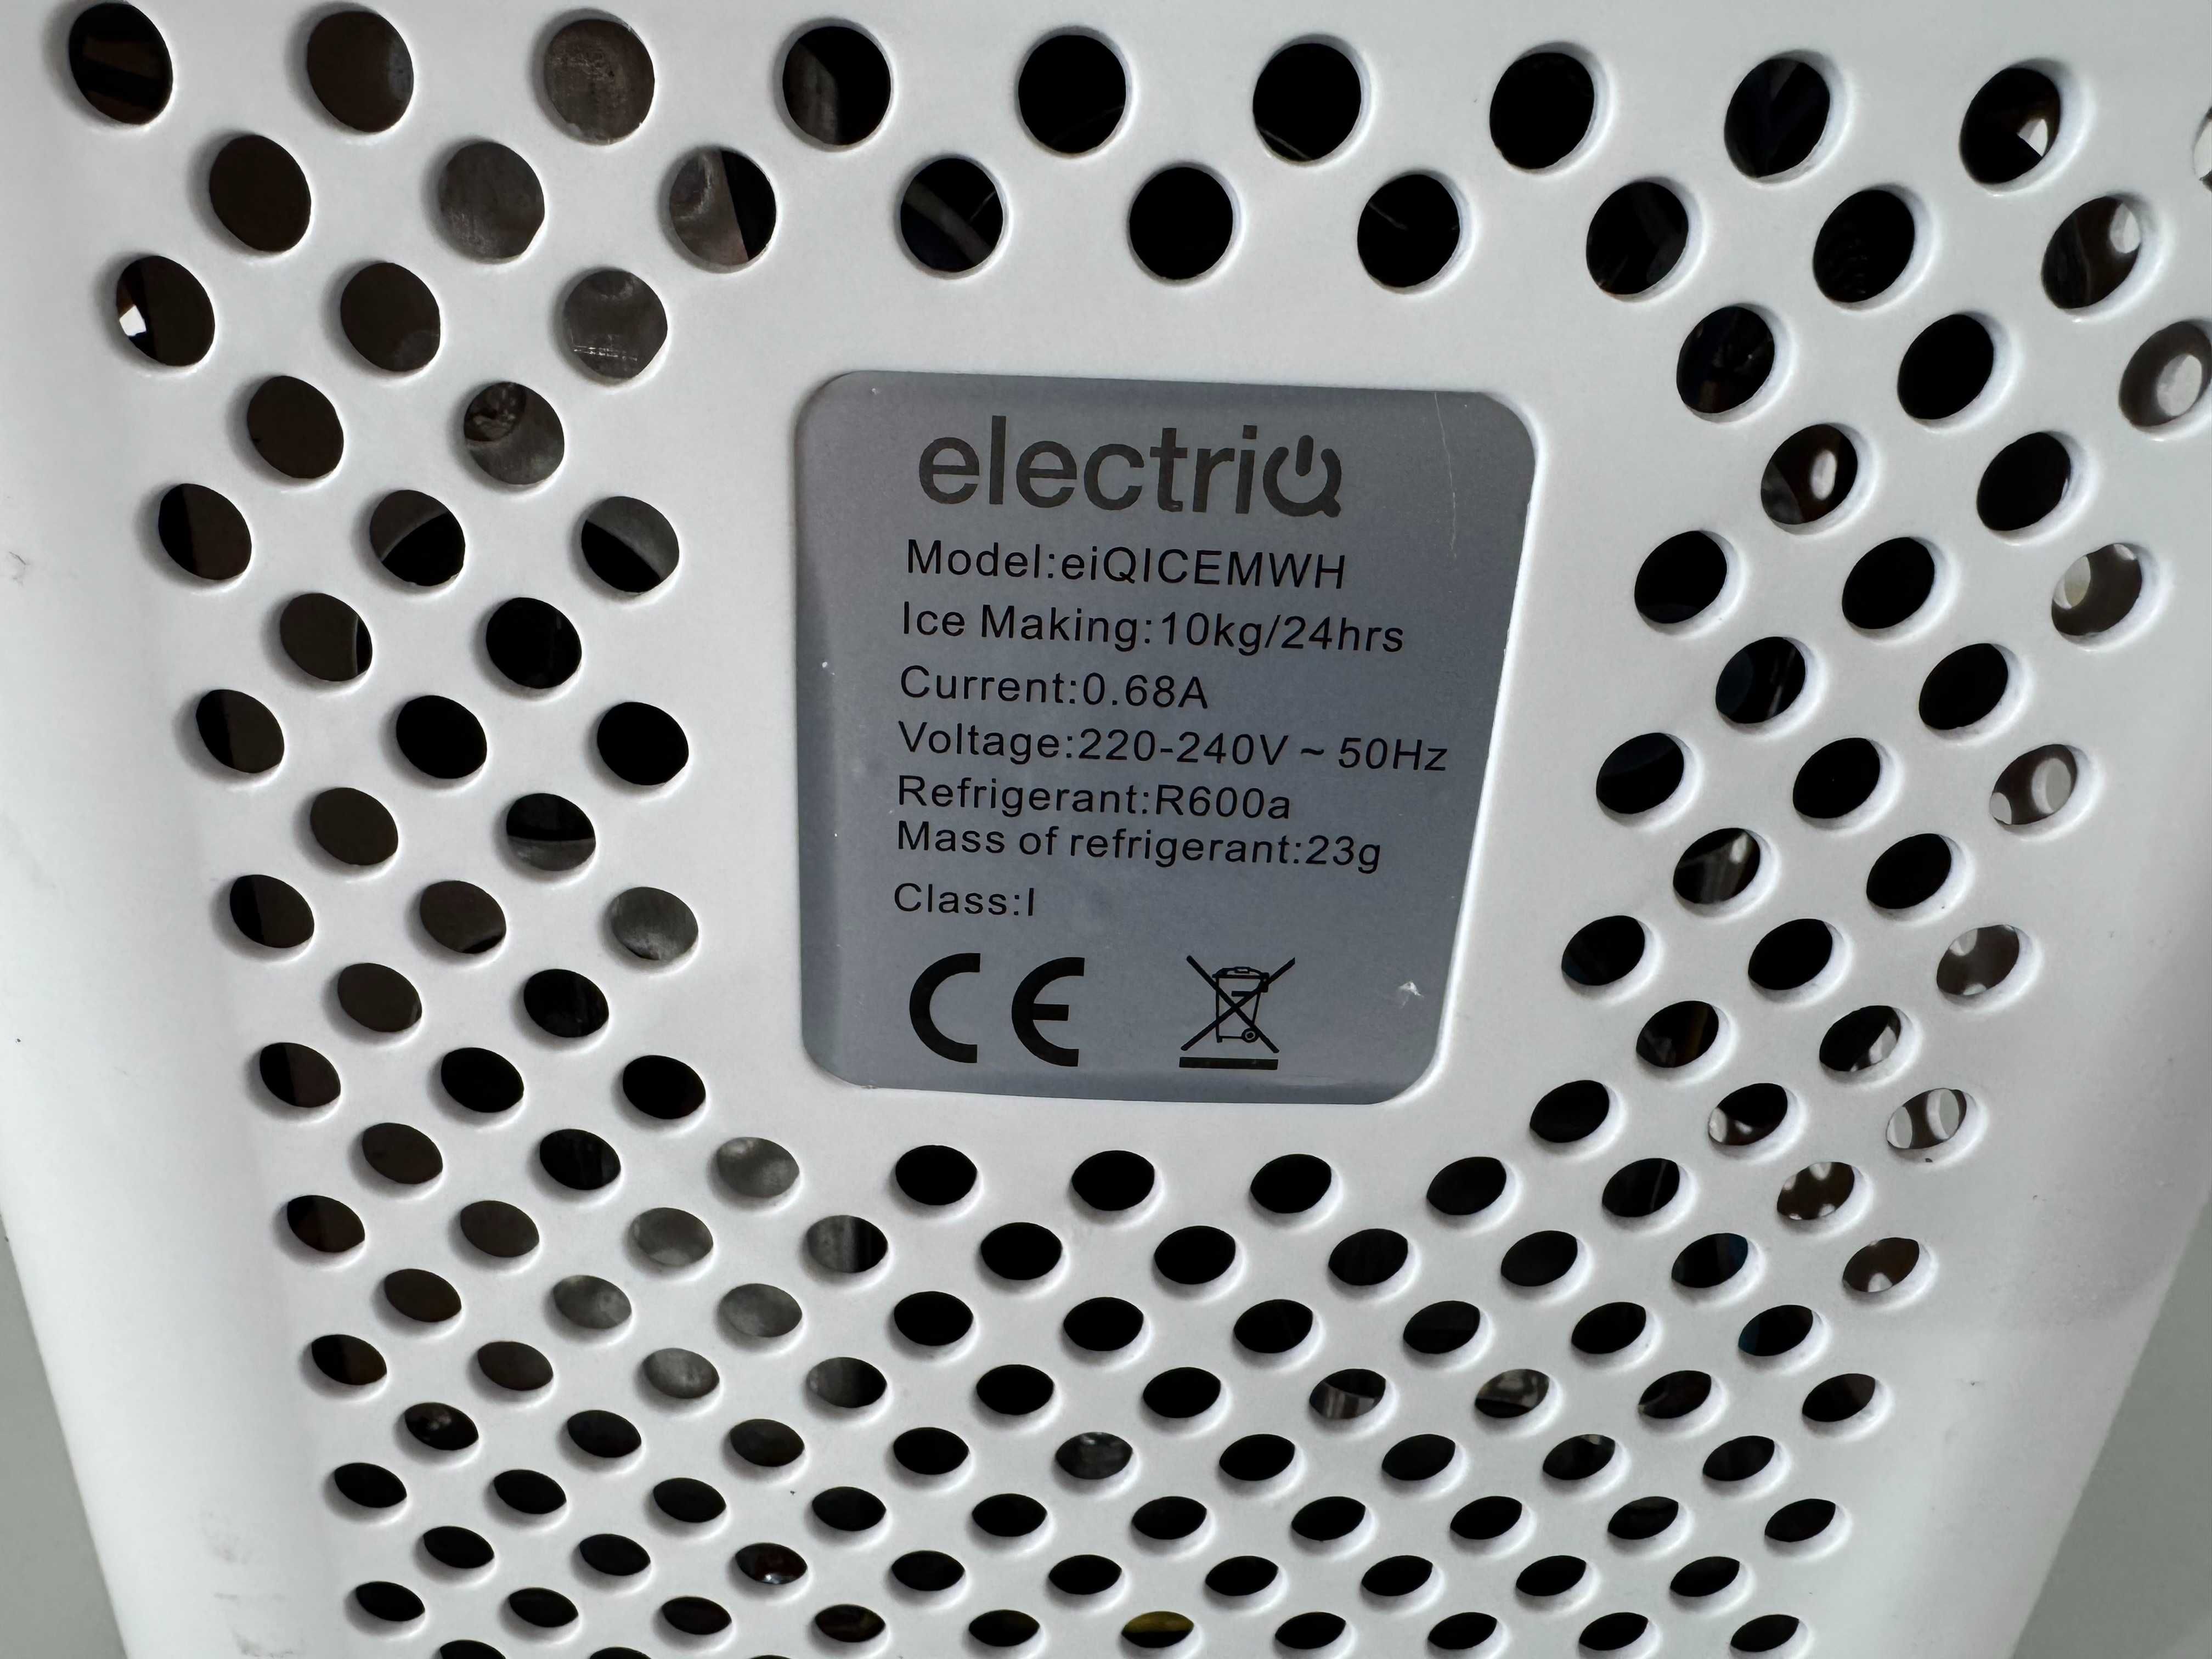 electriQ
Model:eiQICEMWH
Ice Making:10kg/24hrs
Current:0.68A
Voltage:220-240V ~ 50Hz
Refrigerant:R600a
Mass of refrigerant:23g
Class:I
CE